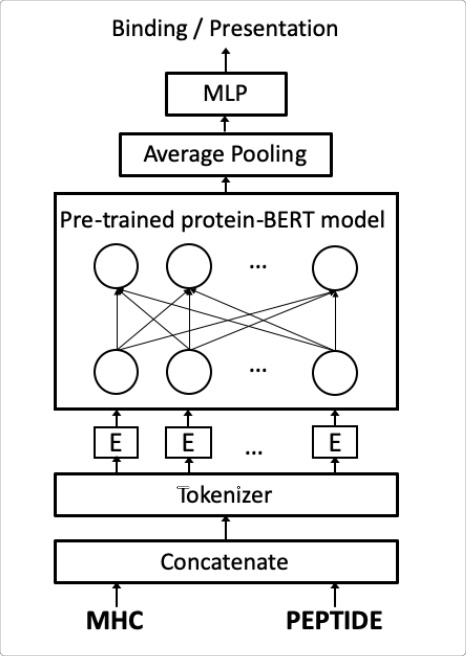 Binding / Presentation
MLP
Average Pooling
Pre-trained protein-BERT model
...
...
E E ... E
Tokenizer
Concatenate
MHC PEPTIDE